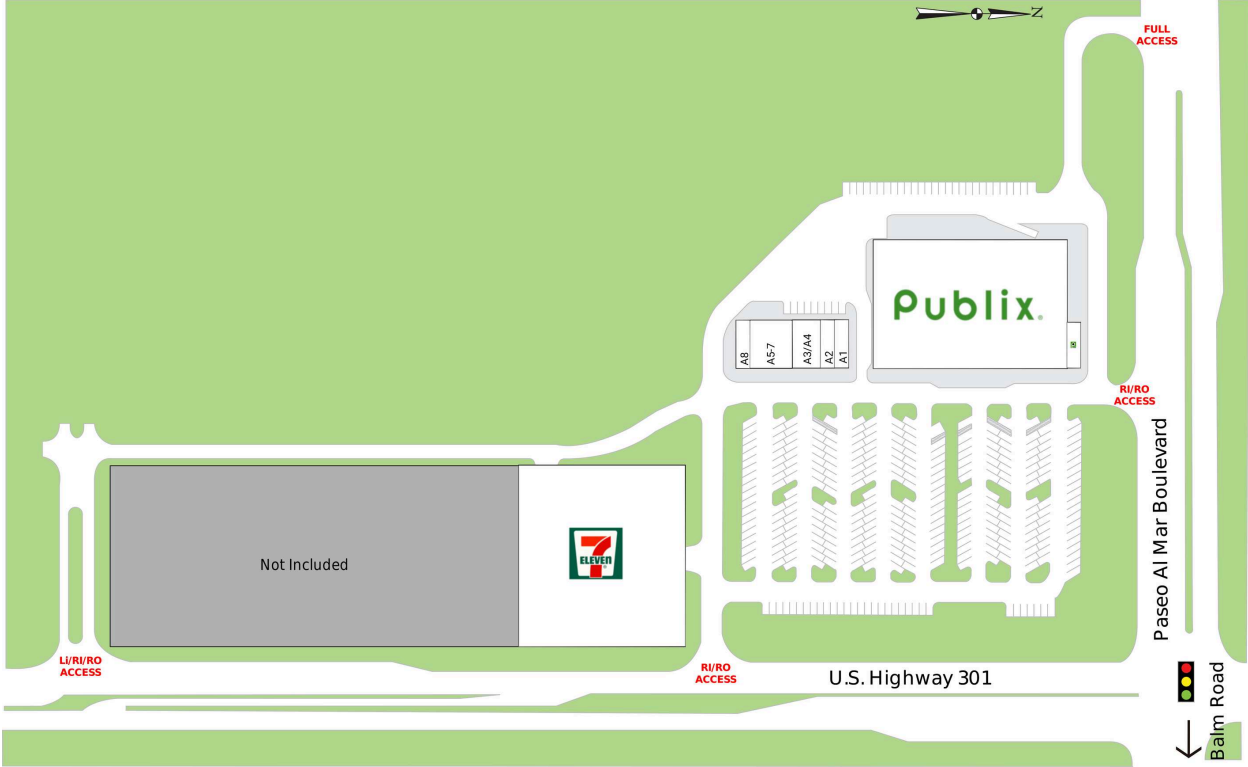 N
FULL
ACCESS
Publix.
A8
A5-7
A3/A4
A2
A1
RI/RO
ACCESS
Paseo Al Mar Boulevard
Not Included
7
ELEVEN
Li/RI/RO
ACCESS
RI/RO
ACCESS
U.S. Highway 301
Balm Road